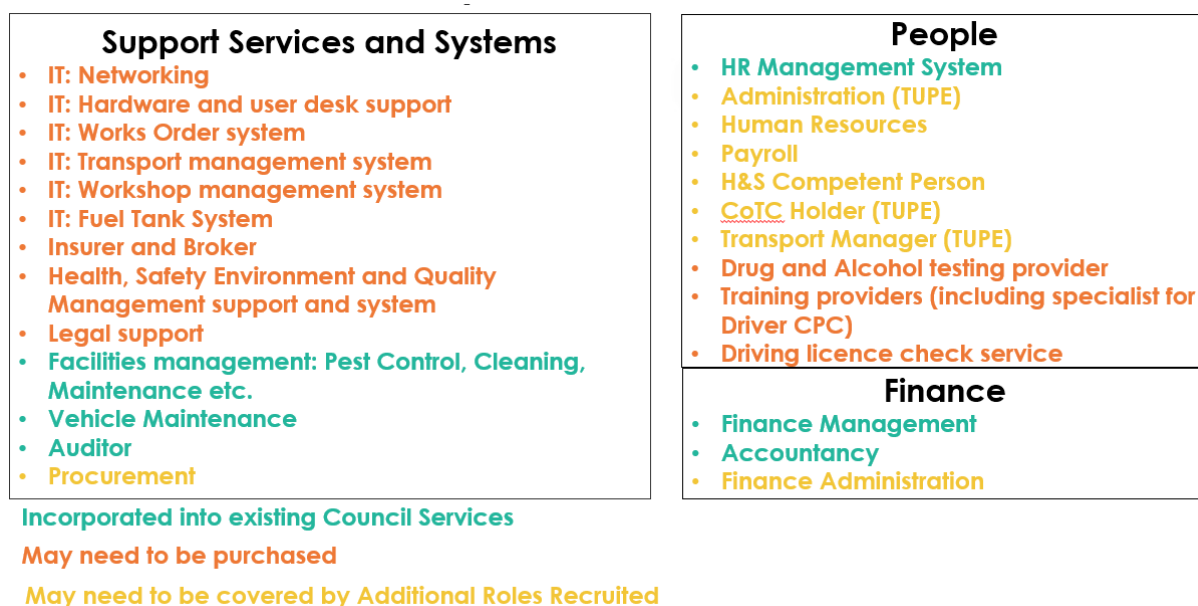 Support Services and Systems
• IT: Networking
• IT: Hardware and user desk support
• IT: Works Order system
• IT: Transport management system
• IT: Workshop management system
• IT: Fuel Tank System
• Insurer and Broker
• Health, Safety Environment and Quality
Management support and system
• Legal support
• Facilities management: Pest Control, Cleaning,
Maintenance etc.
• Vehicle Maintenance
• Auditor
• Procurement
People
• HR Management System
• Administration (TUPE)
• Human Resources
• Payroll
• H&S Competent Person
• CoTC Holder (TUPE)
• Transport Manager (TUPE)
• Drug and Alcohol testing provider
• Training providers (including specialist for
Driver CPC)
• Driving licence check service
Finance
• Finance Management
• Accountancy
• Finance Administration
Incorporated into existing Council Services
May need to be purchased
May need to be covered by Additional Roles Recruited